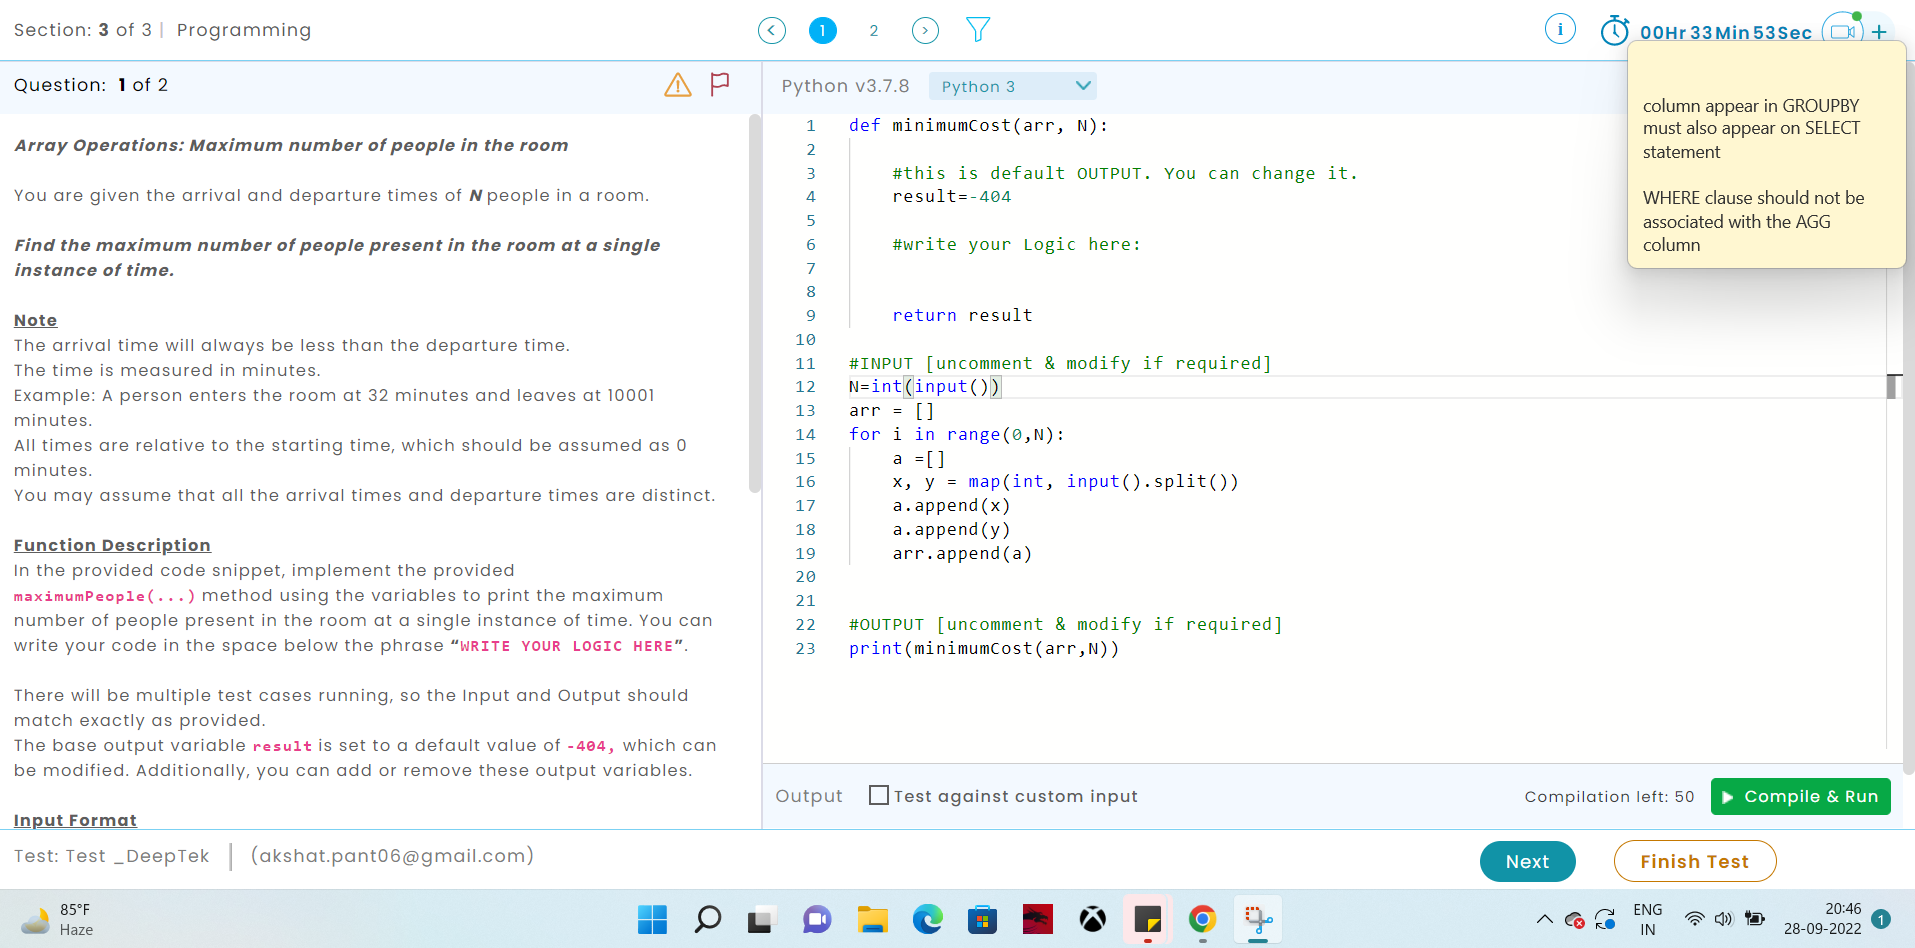 Section: 3 of 3 | Programming
1
2
i
00Hr 33Min 53Sec
+
Question: 1 of 2
Python v3.7.8
Python 3
column appear in GROUPBY
must also appear on SELECT
statement
WHERE clause should not be
associated with the AGG
column
Array Operations: Maximum number of people in the room
You are given the arrival and departure times of N people in a room.
Find the maximum number of people present in the room at a single
instance of time.
Note
The arrival time will always be less than the departure time.
The time is measured in minutes.
Example: A person enters the room at 32 minutes and leaves at 10001
minutes.
All times are relative to the starting time, which should be assumed as 0
minutes.
You may assume that all the arrival times and departure times are distinct.
Function Description
In the provided code snippet, implement the provided
maximumPeople(...) method using the variables to print the maximum
number of people present in the room at a single instance of time. You can
write your code in the space below the phrase “WRITE YOUR LOGIC HERE”.
There will be multiple test cases running, so the Input and Output should
match exactly as provided.
The base output variable result is set to a default value of -404, which can
be modified. Additionally, you can add or remove these output variables.
Input Format
1 def minimumCost(arr, N):
2
3 #this is default OUTPUT. You can change it.
4 result=-404
5
6 #write your Logic here:
7
8
9 return result
10
11 #INPUT [uncomment & modify if required]
12 N=int(input())
13 arr = []
14 for i in range(0,N):
15 a =[]
16 x, y = map(int, input().split())
17 a.append(x)
18 a.append(y)
19 arr.append(a)
20
21
22 #OUTPUT [uncomment & modify if required]
23 print(minimumCost(arr,N))
Output
Test against custom input
Compilation left: 50
Compile & Run
Test: Test _DeepTek | (akshat.pant06@gmail.com)
Next
Finish Test
85°F
Haze
ENG
IN
20:46
28-09-2022
1